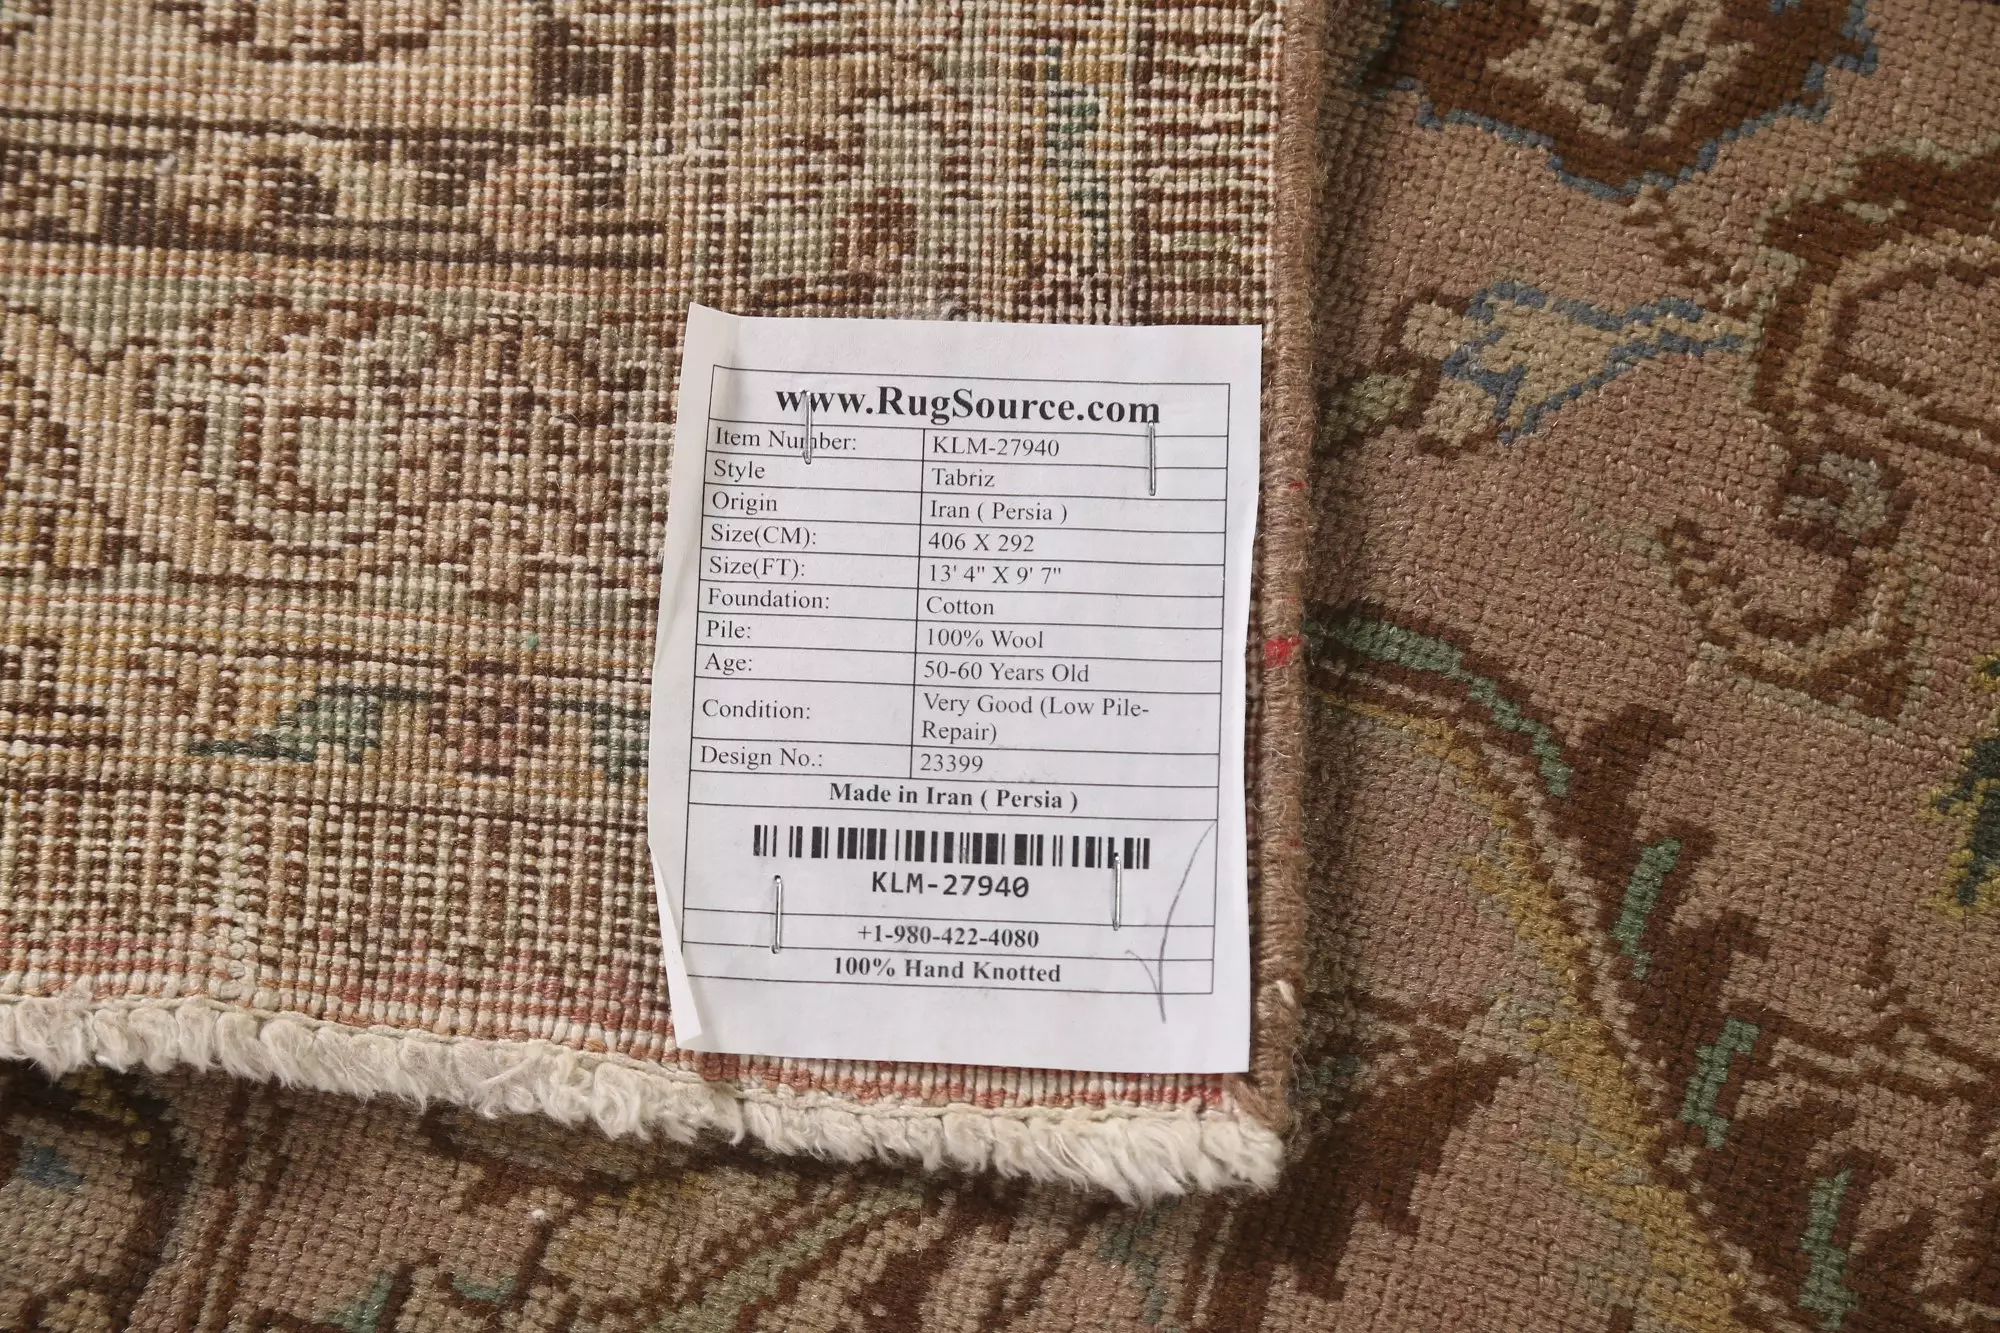 www.RugSource.com
Item Number: KLM-27940
Style Tabriz
Origin Iran ( Persia )
Size(CM): 406 X 292
Size(FT): 13' 4" X 9' 7"
Foundation: Cotton
Pile: 100% Wool
Age: 50-60 Years Old
Condition: Very Good (Low Pile-
Repair)
Design No.: 23399
Made in Iran ( Persia )
KLM-27940
+1-980-422-4080
100% Hand Knotted